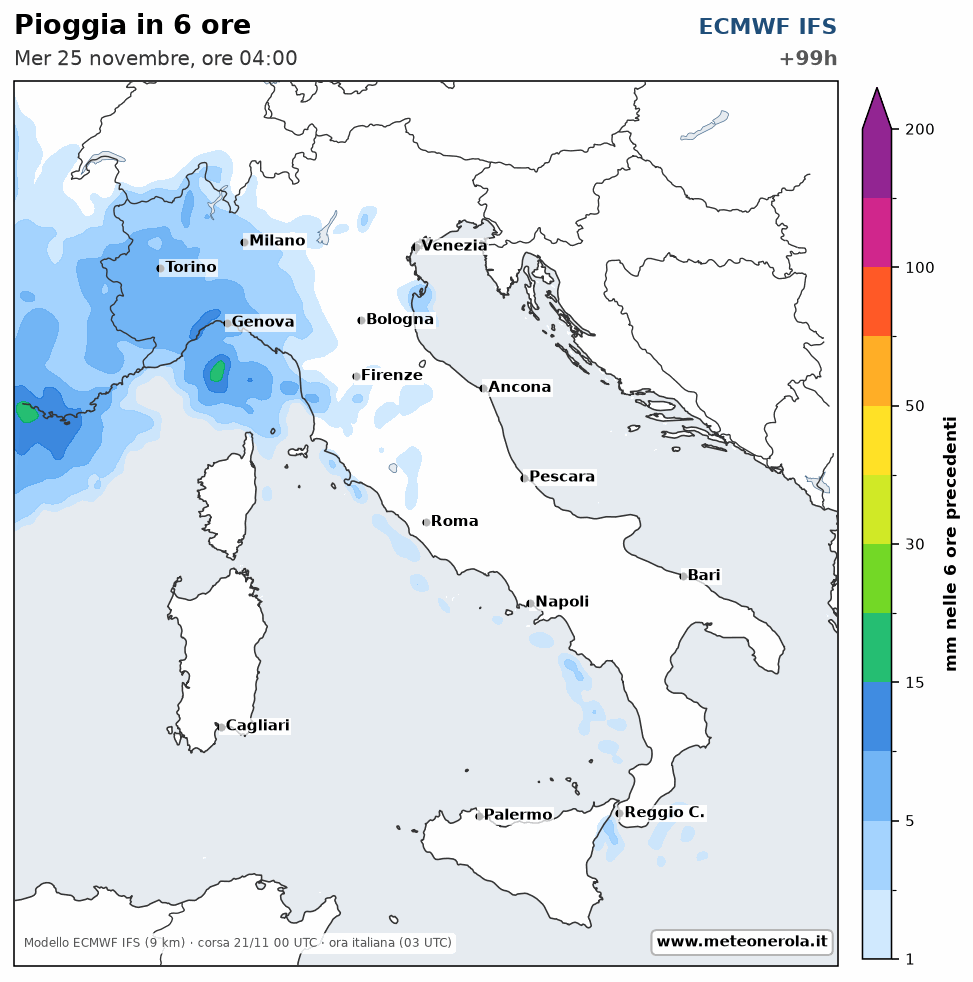 Pioggia in 6 ore
ECMWF IFS
Mer 25 novembre, ore 04:00
+99h
200
100
50
30
15
5
1
mm nelle 6 ore precedenti
Milano
Venezia
Torino
Genova
Bologna
Firenze
Ancona
Pescara
Roma
Bari
Napoli
Cagliari
Palermo
Reggio C.
Modello ECMWF IFS (9 km) · corsa 21/11 00 UTC · ora italiana (03 UTC)
www.meteonerola.it